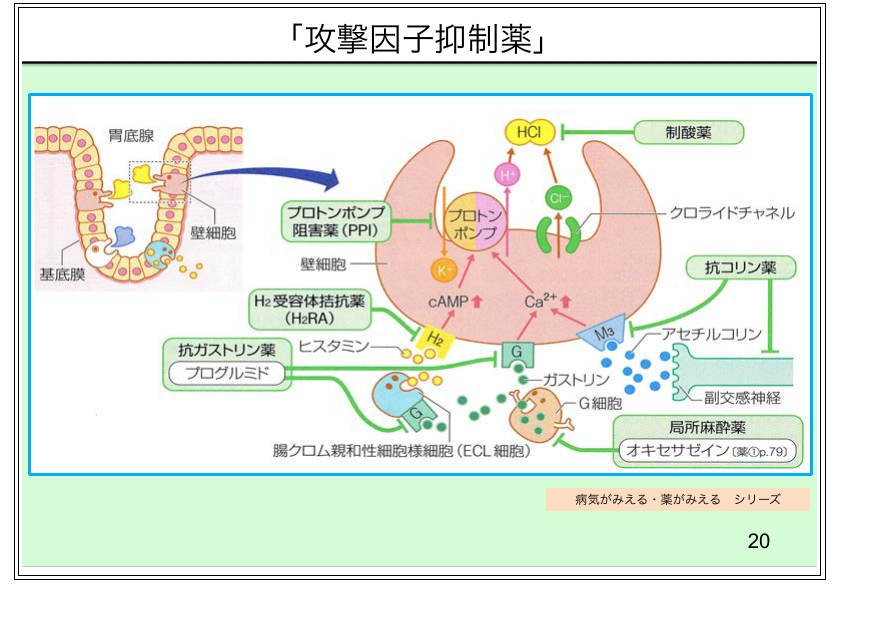 「攻撃因子抑制薬」
胃底腺
壁細胞
基底膜
HCl
制酸薬
H⁺
Cl⁻
クロライドチャネル
プロトンポンプ
阻害薬（PPI）
プロトン
ポンプ
壁細胞
K⁺
抗コリン薬
cAMP
Ca²⁺
H₂受容体拮抗薬
（H₂RA）
ヒスタミン
H₂
M₃
アセチルコリン
抗ガストリン薬
プログルミド
G
ガストリン
副交感神経
G
G細胞
局所麻酔薬
オキセサゼイン〔薬①p.79〕
腸クロム親和性細胞様細胞（ECL細胞）
病気がみえる・薬がみえる　シリーズ
20